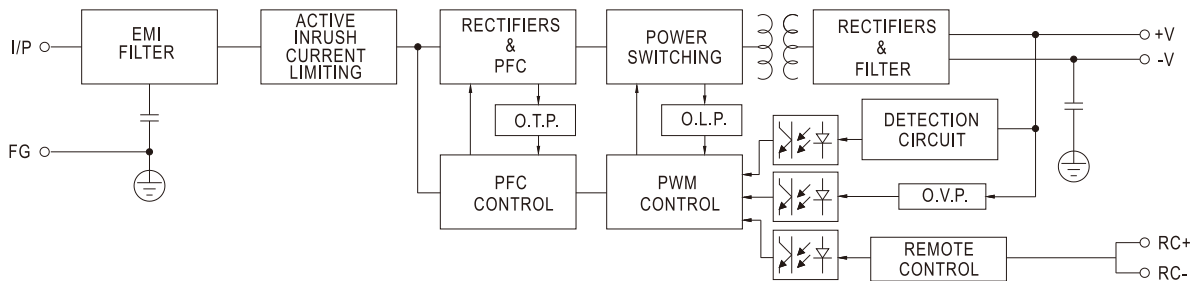 I/P
EMI
FILTER
ACTIVE
INRUSH
CURRENT
LIMITING
RECTIFIERS
&
PFC
POWER
SWITCHING
RECTIFIERS
&
FILTER
+V
-V
O.T.P.
O.L.P.
DETECTION
CIRCUIT
FG
PFC
CONTROL
PWM
CONTROL
O.V.P.
REMOTE
CONTROL
RC+
RC-